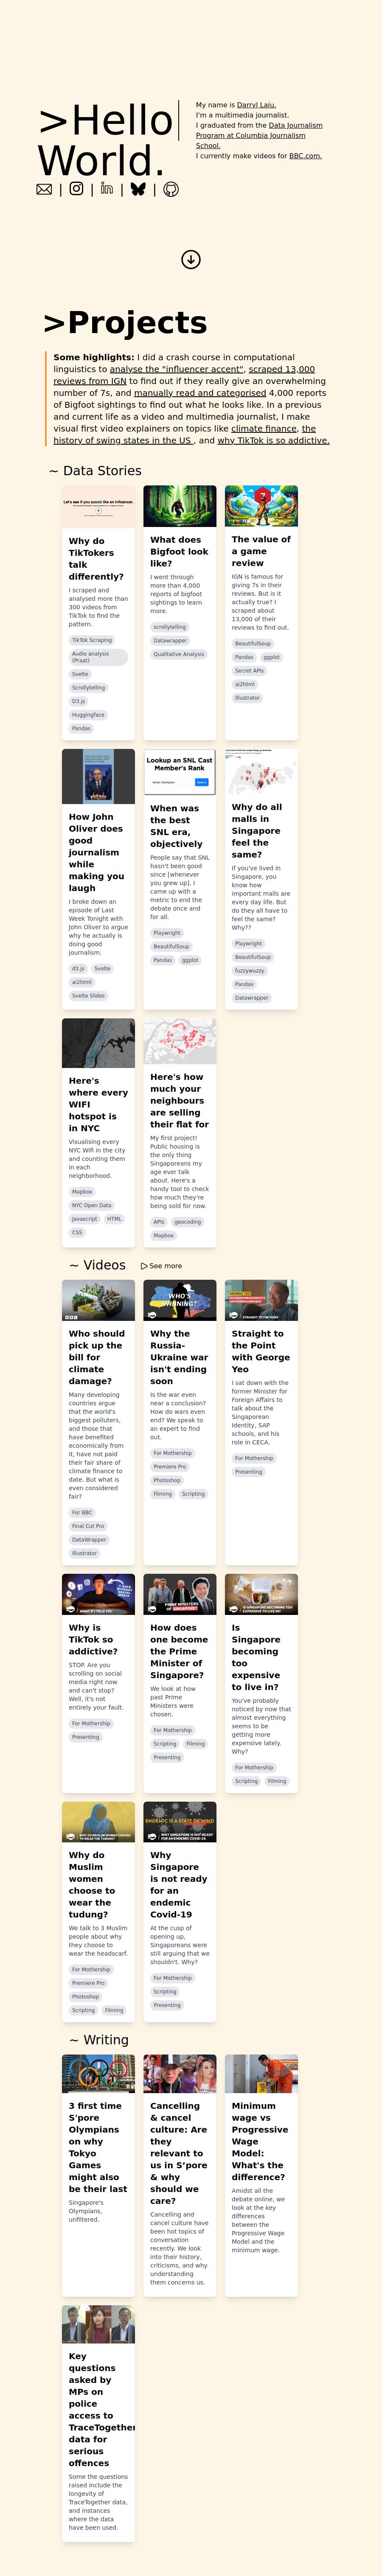 >Hello
World.
My name is Darryl Laiu.
I'm a multimedia journalist.
I graduated from the Data Journalism
Program at Columbia Journalism
School.
I currently make videos for BBC.com.
>Projects
Some highlights: I did a crash course in computational
linguistics to analyse the "influencer accent", scraped 13,000
reviews from IGN to find out if they really give an overwhelming
number of 7s, and manually read and categorised 4,000 reports
of Bigfoot sightings to find out what he looks like. In a previous
and current life as a video and multimedia journalist, I make
visual first video explainers on topics like climate finance, the
history of swing states in the US , and why TikTok is so addictive.
~ Data Stories
Let's see if you sound like an influencer.
Why do
TikTokers
talk
differently?
I scraped and
analysed more than
300 videos from
TikTok to find the
pattern.
TikTok Scraping
Audio analysis
(Praat)
Svelte
Scrollytelling
D3.js
Huggingface
Pandas
What does
Bigfoot look
like?
I went through
more than 4,000
reports of bigfoot
sightings to learn
more.
scrollytelling
Datawrapper
Qualitative Analysis
The value of
a game
review
IGN is famous for
giving 7s in their
reviews. But is it
actually true? I
scraped about
13,000 of their
reviews to find out.
BeautifulSoup
Pandas ggplot
Secret APIs
ai2html
Illustrator
How John
Oliver does
good
journalism
while
making you
laugh
I broke down an
episode of Last
Week Tonight with
John Oliver to argue
why he actually is
doing good
journalism.
d3.js Svelte
ai2html
Svelte Slides
Lookup an SNL Cast
Member's Rank
When was
the best
SNL era,
objectively
People say that SNL
hasn't been good
since [whenever
you grew up]. I
came up with a
metric to end the
debate once and
for all.
Playwright
BeautifulSoup
Pandas ggplot
Why do all
malls in
Singapore
feel the
same?
If you've lived in
Singapore, you
know how
important malls are
every day life. But
do they all have to
feel the same?
Why??
Playwright
BeautifulSoup
fuzzywuzzy
Pandas
Datawrapper
Here's
where every
WIFI
hotspot is
in NYC
Visualising every
NYC Wifi in the city
and counting them
in each
neighborhood.
Mapbox
NYC Open Data
Javascript HTML
CSS
Here's how
much your
neighbours
are selling
their flat for
My first project!
Public housing is
the only thing
Singaporeans my
age ever talk
about. Here's a
handy tool to check
how much they're
being sold for now.
APIs geocoding
Mapbox
~ Videos
See more
BBC
Who should
pick up the
bill for
climate
damage?
Many developing
countries argue
that the world's
biggest polluters,
and those that
have benefited
economically from
it, have not paid
their fair share of
climate finance to
date. But what is
even considered
fair?
For BBC
Final Cut Pro
DataWrapper
Illustrator
WHO'S
WINNING?
Why the
Russia-
Ukraine war
isn't ending
soon
Is the war even
near a conclusion?
How do wars even
end? We speak to
an expert to find
out.
For Mothership
Premiere Pro
Photoshop
Filming Scripting
STRAIGHT TO THE POINT
Straight to
the Point
with George
Yeo
I sat down with the
former Minister for
Foreign Affairs to
talk about the
Singaporean
Identity, SAP
schools, and his
role in CECA.
For Mothership
Presenting
WHAT IF I TOLD YOU
Why is
TikTok so
addictive?
STOP. Are you
scrolling on social
media right now
and can't stop?
Well, it's not
entirely your fault.
For Mothership
Presenting
PRIME MINISTERS
OF SINGAPORE
How does
one become
the Prime
Minister of
Singapore?
We look at how
past Prime
Ministers were
chosen.
For Mothership
Scripting Filming
Presenting
IS SINGAPORE BECOMING TOO
EXPENSIVE TO LIVE IN?
Is
Singapore
becoming
too
expensive
to live in?
You've probably
noticed by now that
almost everything
seems to be
getting more
expensive lately.
Why?
For Mothership
Scripting Filming
WHY DO MUSLIM WOMEN CHOOSE
TO WEAR THE TUDUNG?
Why do
Muslim
women
choose to
wear the
tudung?
We talk to 3 Muslim
people about why
they choose to
wear the headscarf.
For Mothership
Premiere Pro
Photoshop
Scripting Filming
ENDEMIC IS A STATE OF MIND
WHY SINGAPORE IS NOT READY
FOR AN ENDEMIC COVID-19
Why
Singapore
is not ready
for an
endemic
Covid-19
At the cusp of
opening up,
Singaporeans were
still arguing that we
shouldn't. Why?
For Mothership
Scripting
Presenting
~ Writing
3 first time
S'pore
Olympians
on why
Tokyo
Games
might also
be their last
Singapore's
Olympians,
unfiltered.
Cancelling
& cancel
culture: Are
they
relevant to
us in S’pore
& why
should we
care?
Cancelling and
cancel culture have
been hot topics of
conversation
recently. We look
into their history,
criticisms, and why
understanding
them concerns us.
Minimum
wage vs
Progressive
Wage
Model:
What's the
difference?
Amidst all the
debate online, we
look at the key
differences
between the
Progressive Wage
Model and the
minimum wage.
Key
questions
asked by
MPs on
police
access to
TraceTogether
data for
serious
offences
Some the questions
raised include the
longevity of
TraceTogether data,
and instances
where the data
have been used.